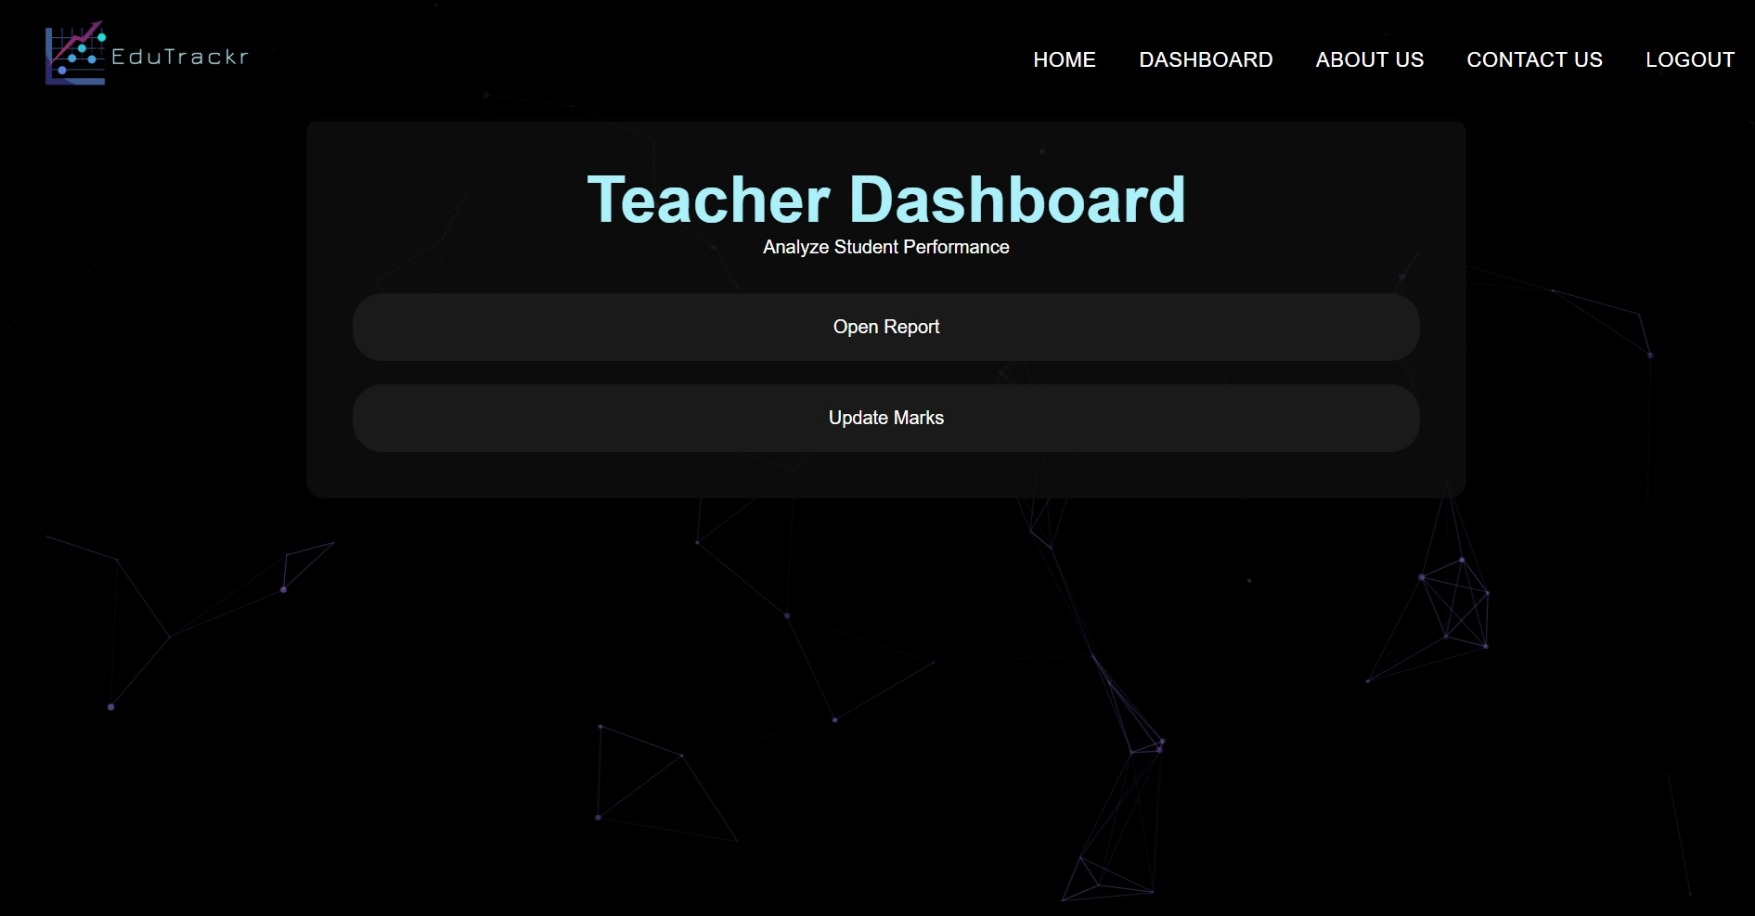 EduTrackr
HOME DASHBOARD ABOUT US CONTACT US LOGOUT
Teacher Dashboard
Analyze Student Performance
Open Report
Update Marks